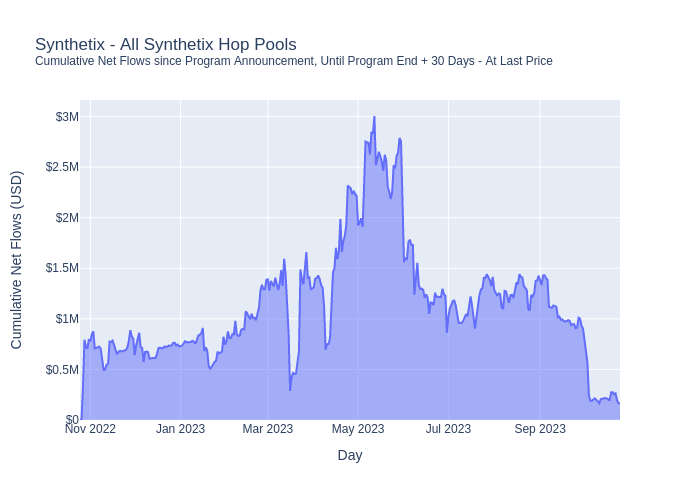 Synthetix - All Synthetix Hop Pools
Cumulative Net Flows since Program Announcement, Until Program End + 30 Days - At Last Price
Cumulative Net Flows (USD)
$3M
$2.5M
$2M
$1.5M
$1M
$0.5M
$0
Nov 2022 Jan 2023 Mar 2023 May 2023 Jul 2023 Sep 2023
Day